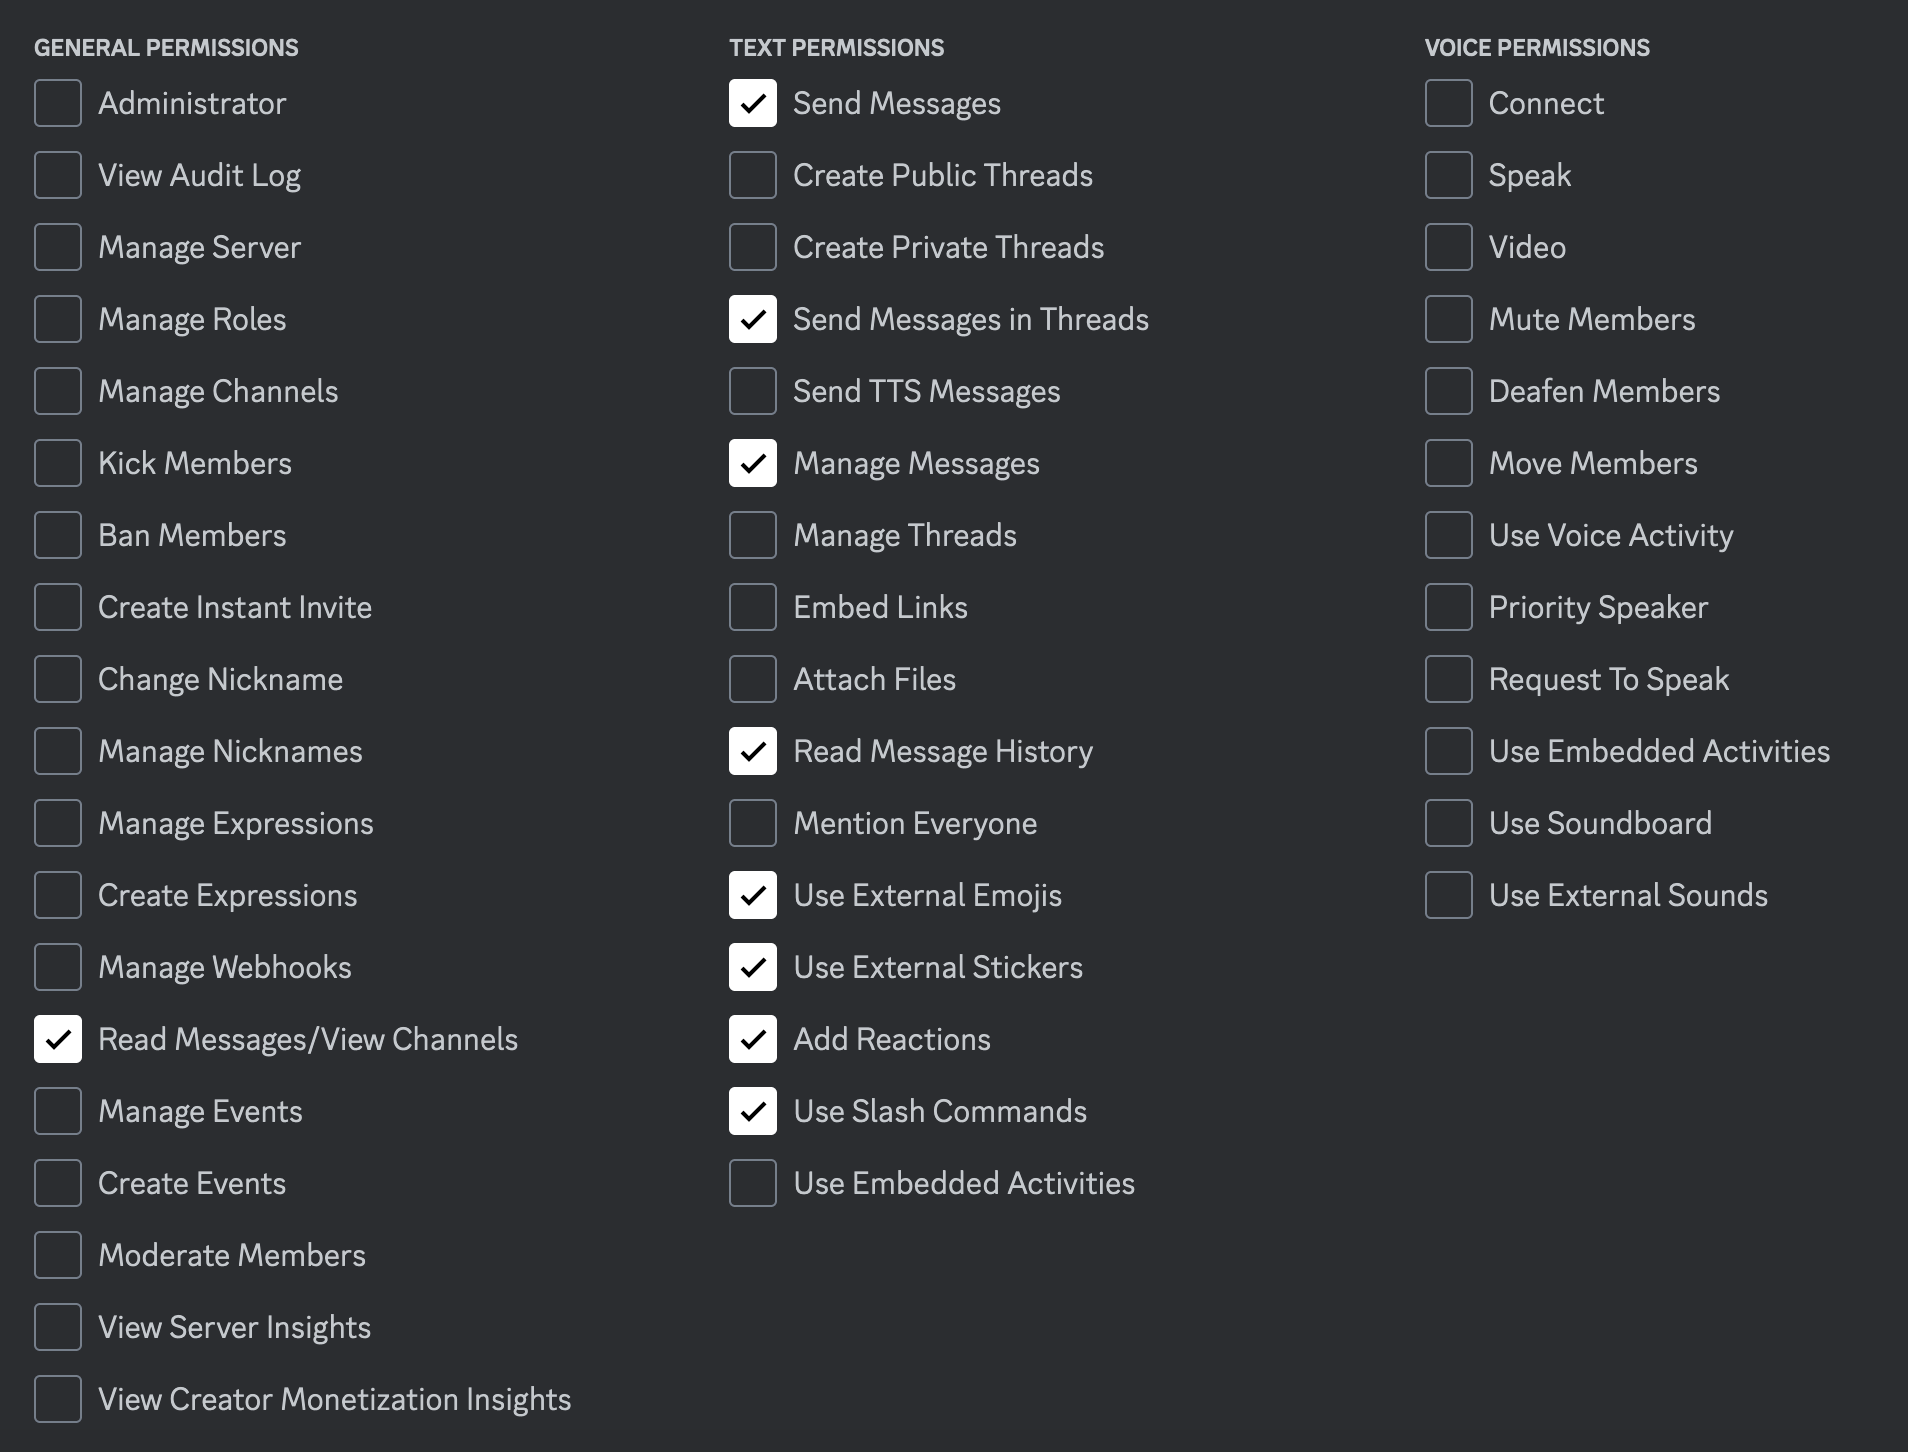 GENERAL PERMISSIONS
Administrator
View Audit Log
Manage Server
Manage Roles
Manage Channels
Kick Members
Ban Members
Create Instant Invite
Change Nickname
Manage Nicknames
Manage Expressions
Create Expressions
Manage Webhooks
Read Messages/View Channels
Manage Events
Create Events
Moderate Members
View Server Insights
View Creator Monetization Insights
TEXT PERMISSIONS
Send Messages
Create Public Threads
Create Private Threads
Send Messages in Threads
Send TTS Messages
Manage Messages
Manage Threads
Embed Links
Attach Files
Read Message History
Mention Everyone
Use External Emojis
Use External Stickers
Add Reactions
Use Slash Commands
Use Embedded Activities
VOICE PERMISSIONS
Connect
Speak
Video
Mute Members
Deafen Members
Move Members
Use Voice Activity
Priority Speaker
Request To Speak
Use Embedded Activities
Use Soundboard
Use External Sounds